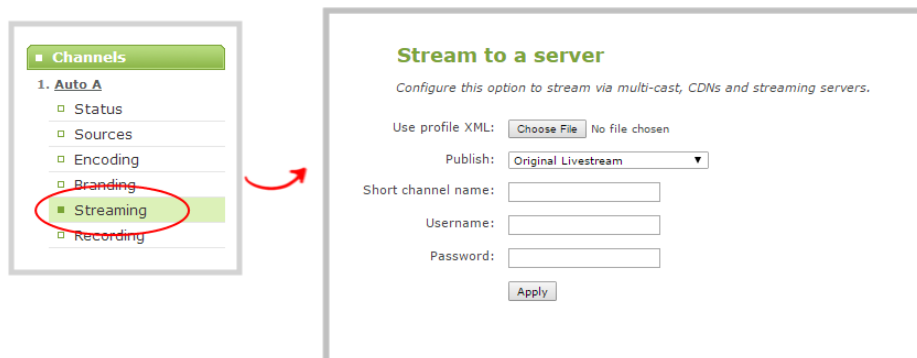 Channels
1. Auto A
Status
Sources
Encoding
Branding
Streaming
Recording
Stream to a server
Configure this option to stream via multi-cast, CDNs and streaming servers.
Use profile XML: Choose File No file chosen
Publish: Original Livestream
Short channel name:
Username:
Password:
Apply